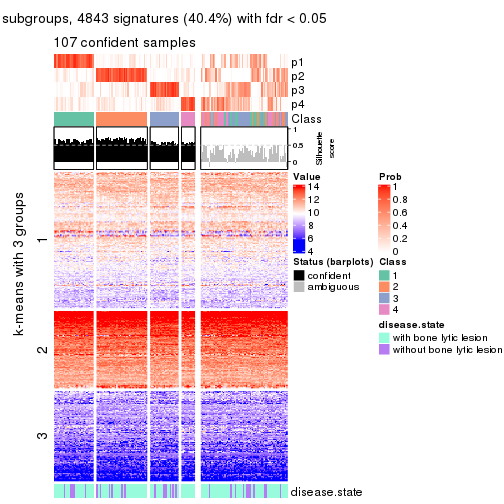 subgroups, 4843 signatures (40.4%) with fdr < 0.05
107 confident samples
p1
p2
p3
p4
Class
1
0.5
0
Silhouette
score
k-means with 3 groups
1
2
3
Value
14
12
10
8
6
4
Prob
1
0.8
0.6
0.4
0.2
0
Status (barplots)
confident
ambiguous
Class
1
2
3
4
disease.state
with bone lytic lesion
without bone lytic lesion
disease.state